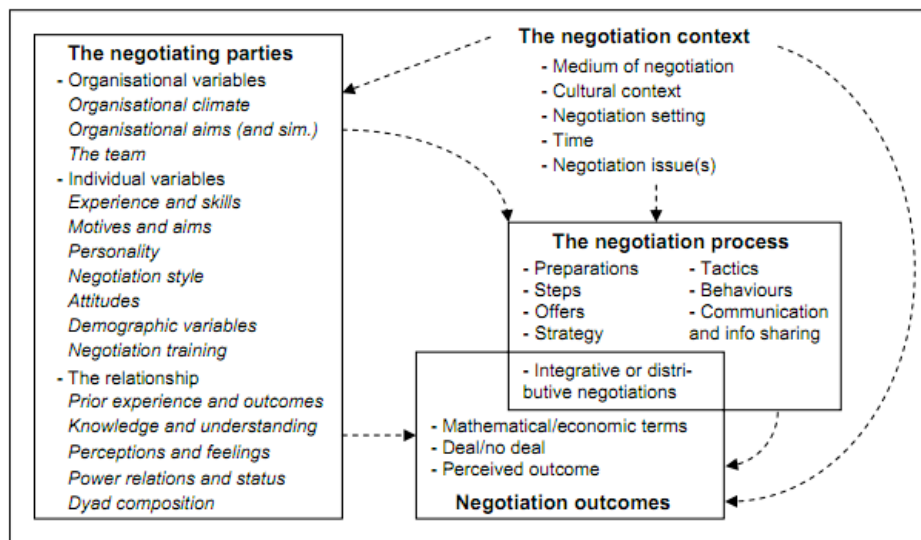 The negotiating parties
- Organisational variables
Organisational climate
Organisational aims (and sim.)
The team
- Individual variables
Experience and skills
Motives and aims
Personality
Negotiation style
Attitudes
Demographic variables
Negotiation training
- The relationship
Prior experience and outcomes
Knowledge and understanding
Perceptions and feelings
Power relations and status
Dyad composition
The negotiation context
- Medium of negotiation
- Cultural context
- Negotiation setting
- Time
- Negotiation issue(s)
The negotiation process
- Preparations
- Steps
- Offers
- Strategy
- Tactics
- Behaviours
- Communication
and info sharing
- Integrative or distri-
butive negotiations
- Mathematical/economic terms
- Deal/no deal
- Perceived outcome
Negotiation outcomes